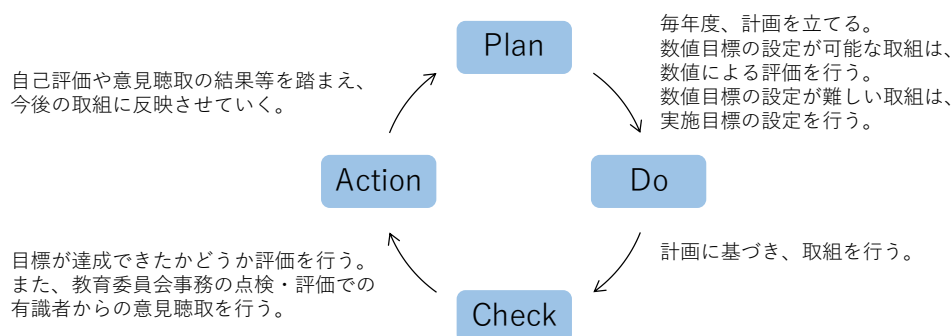 Plan
毎年度、計画を立てる。
数値目標の設定が可能な取組は、
数値による評価を行う。
数値目標の設定が難しい取組は、
実施目標の設定を行う。
自己評価や意見聴取の結果等を踏まえ、
今後の取組に反映させていく。
Action
Do
計画に基づき、取組を行う。
目標が達成できたかどうか評価を行う。
また、教育委員会事務の点検・評価での
有識者からの意見聴取を行う。
Check